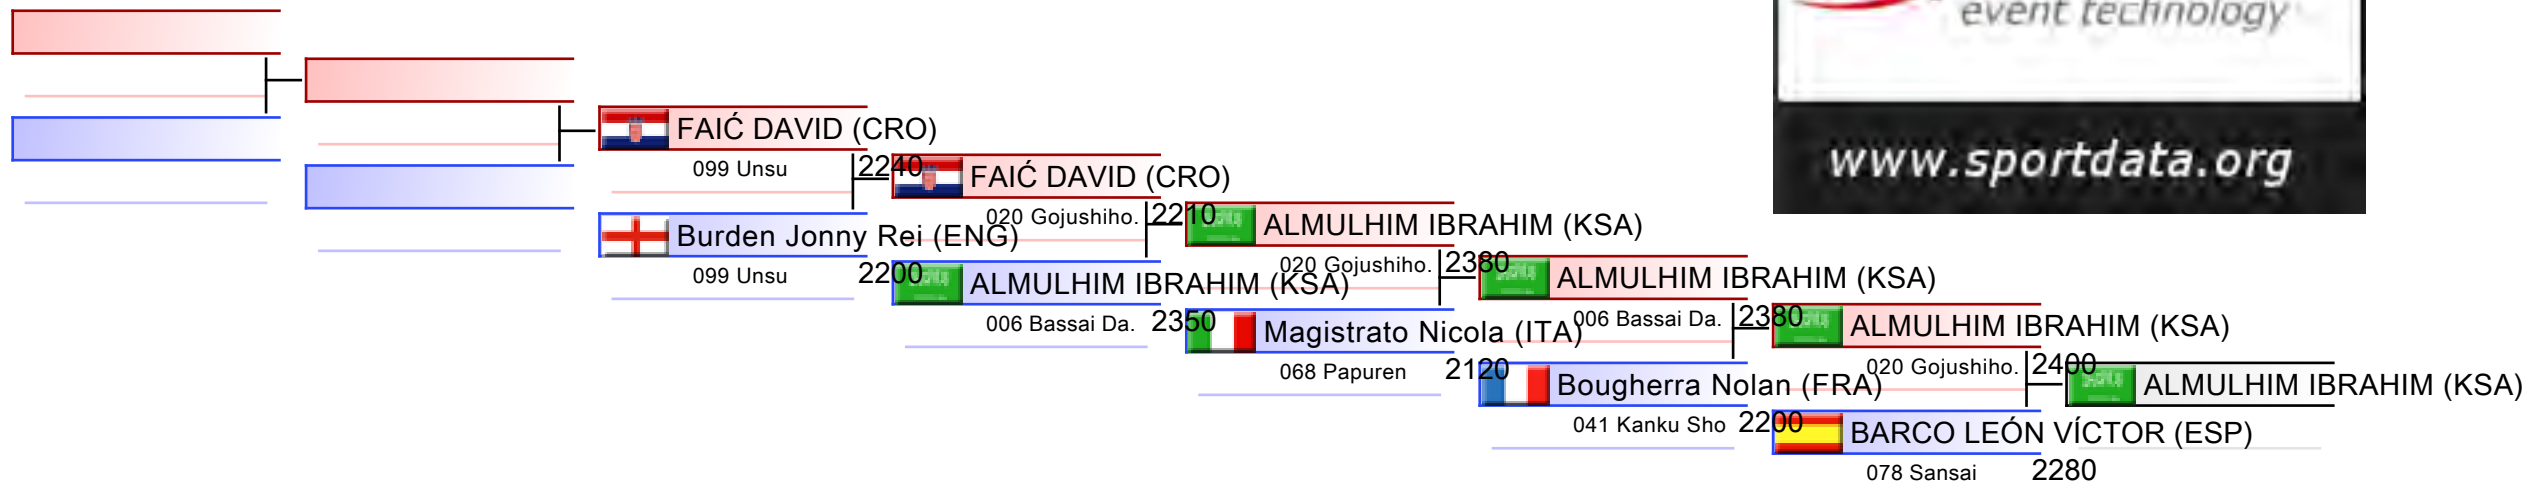 event technology
www.sportdata.org
FAIĆ DAVID (CRO)
099 Unsu 2240
Burden Jonny Rei (ENG)
099 Unsu 2200
FAIĆ DAVID (CRO)
020 Gojushiho. 2210
ALMULHIM IBRAHIM (KSA)
006 Bassai Da. 2350
ALMULHIM IBRAHIM (KSA)
020 Gojushiho. 2380
Magistrato Nicola (ITA)
068 Papuren 2120
ALMULHIM IBRAHIM (KSA)
006 Bassai Da. 2380
Bougherra Nolan (FRA)
041 Kanku Sho 2200
ALMULHIM IBRAHIM (KSA)
020 Gojushiho. 2400
BARCO LEÓN VÍCTOR (ESP)
078 Sansai 2280
ALMULHIM IBRAHIM (KSA)